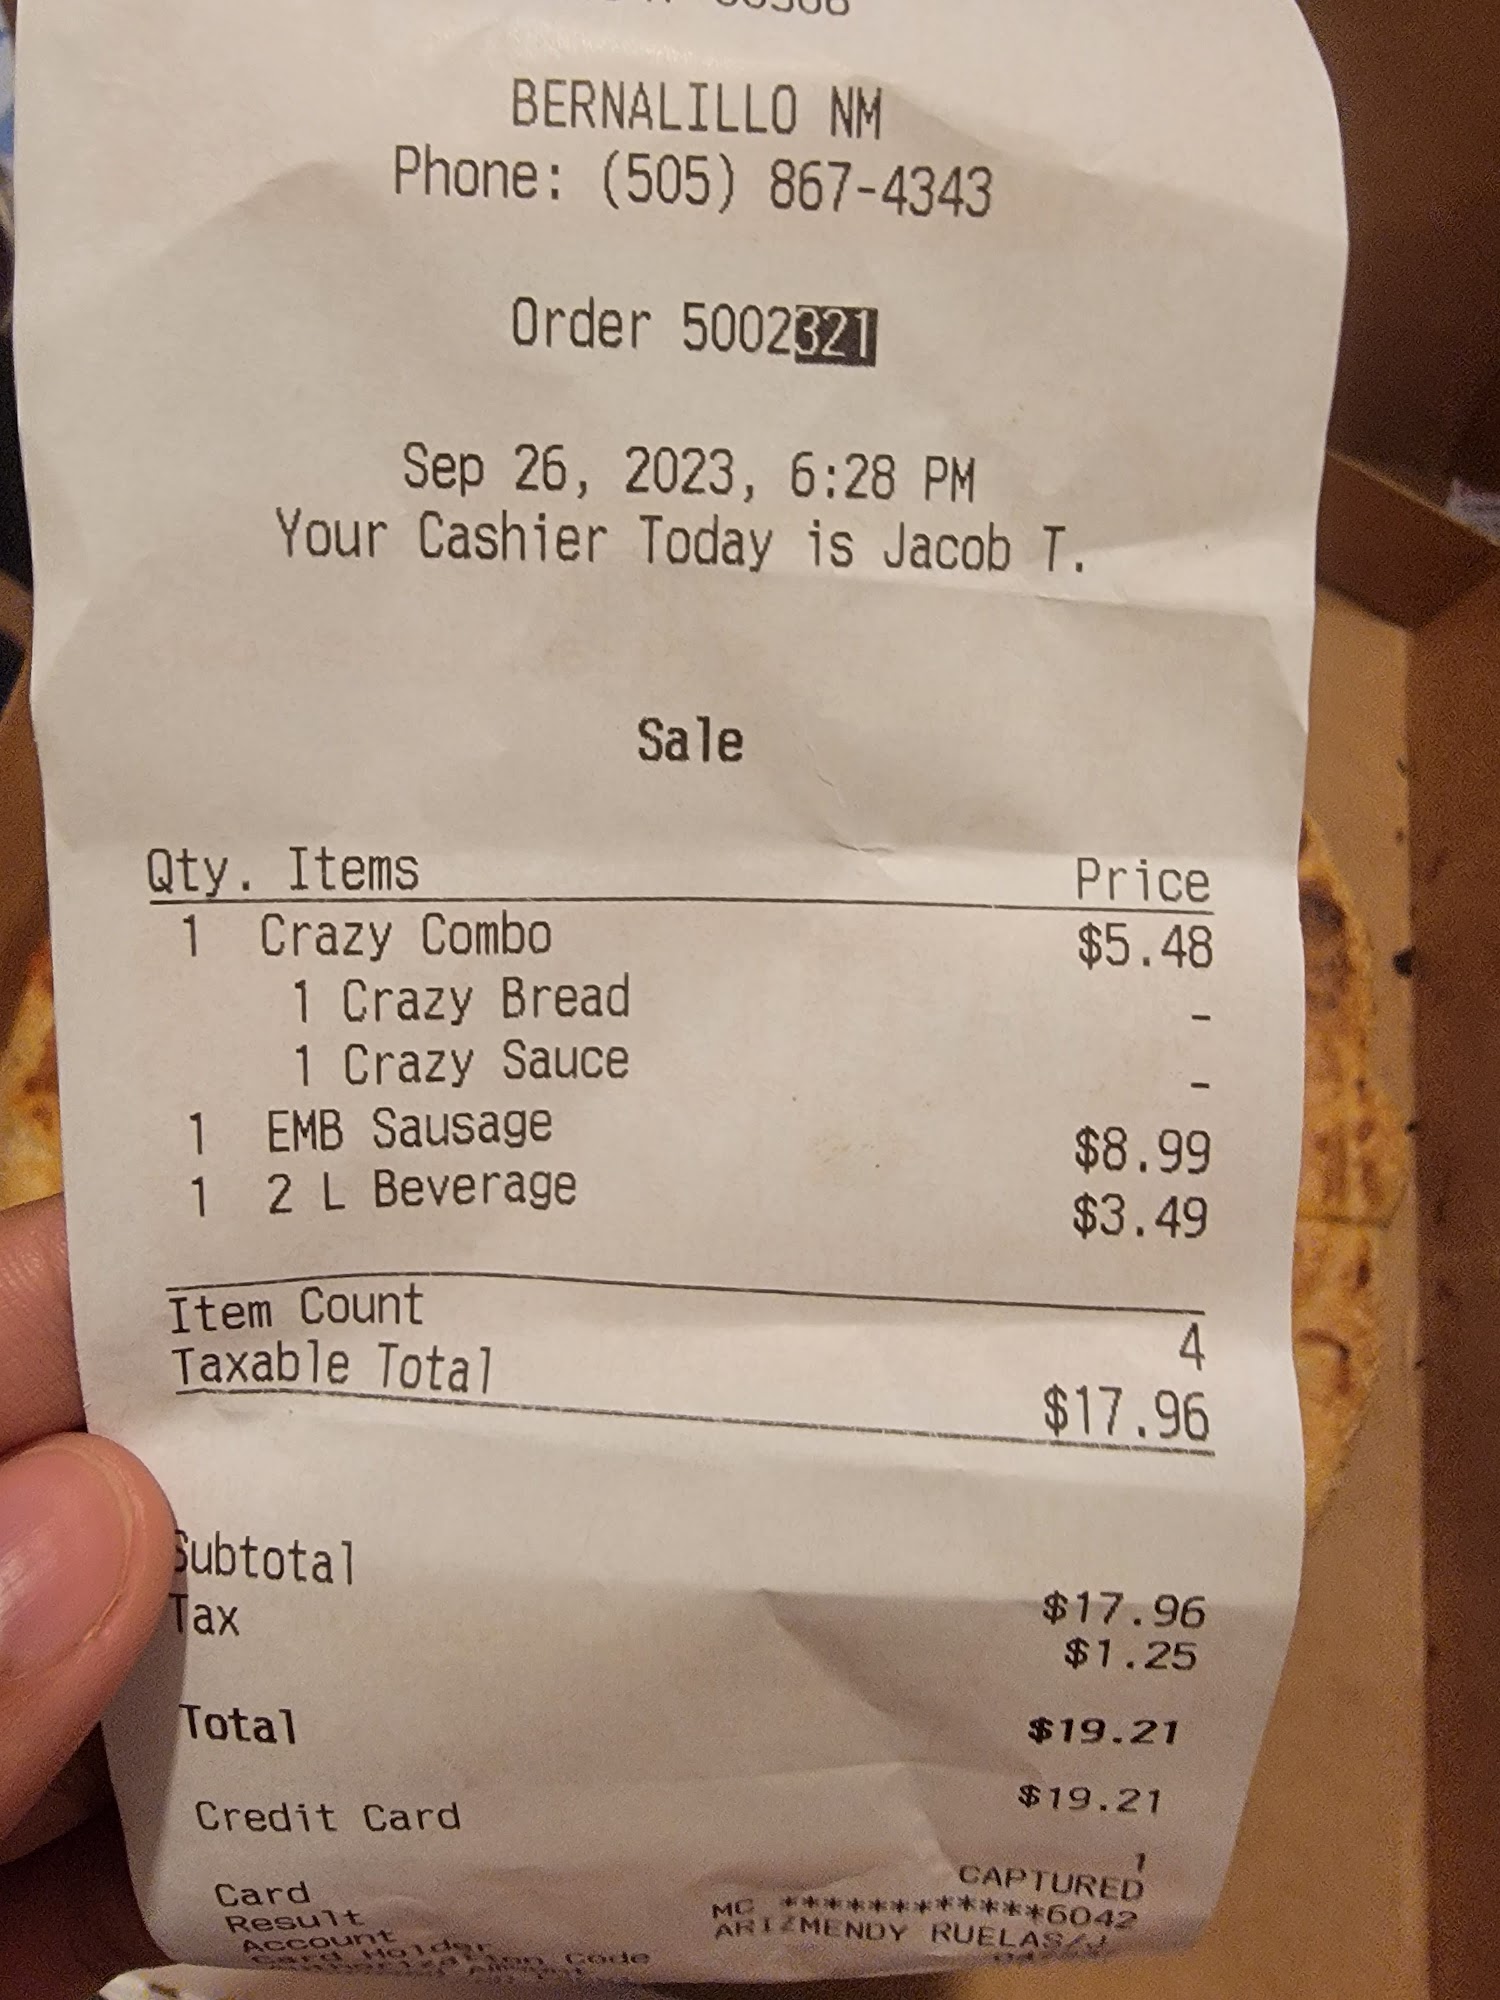 BERNALILLO NM
Phone: (505) 867-4343
Order 5002321
Sep 26, 2023, 6:28 PM
Your Cashier Today is Jacob T.
Sale
Qty. Items Price
1 Crazy Combo $5.48
1 Crazy Bread -
1 Crazy Sauce -
1 EMB Sausage $8.99
1 2 L Beverage $3.49
Item Count 4
Taxable Total $17.96
Subtotal $17.96
Tax $1.25
Total $19.21
Credit Card $19.21
Card 1
Result CAPTURED
Account MC ************6042
Card Holder ARIZMENDY RUELAS/J
Authorization Code